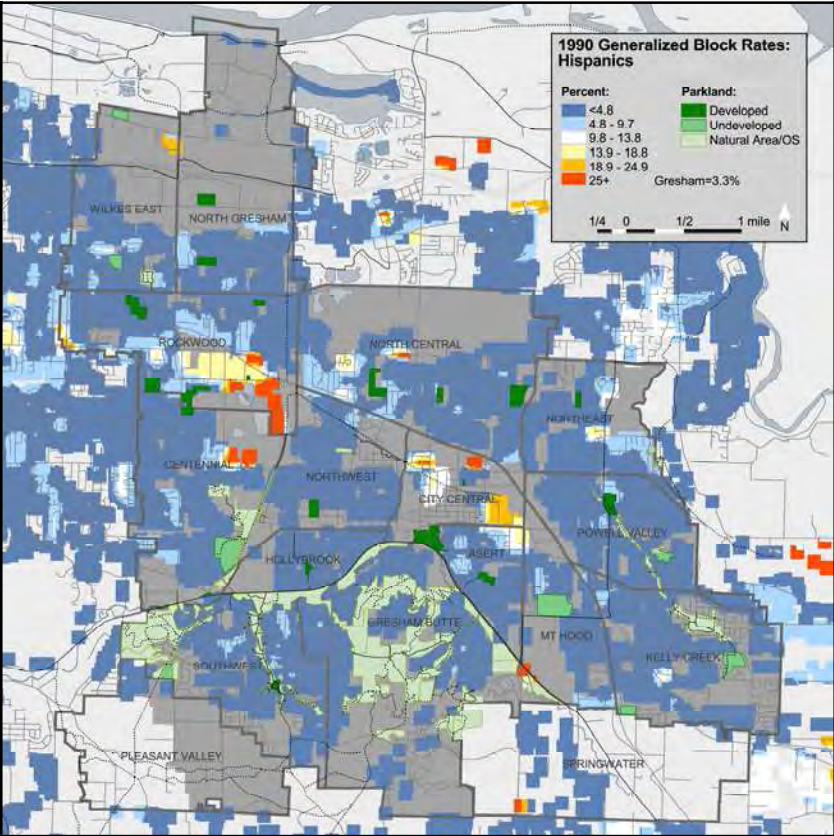 1990 Generalized Block Rates:
Hispanics
Percent:
<4.8
4.8 - 9.7
9.8 - 13.8
13.9 - 18.8
18.9 - 24.9
25+
Parkland:
Developed
Undeveloped
Natural Area/OS
Gresham=3.3%
1/4 0 1/2 1 mile
N
WILKES EAST
NORTH GRESHAM
ROCKWOOD
NORTH CENTRAL
NORTHEAST
CENTENNIAL
NORTHWEST
CITY CENTRAL
POWELL VALLEY
HOLLYBROOK
ASERT
GRESHAM BUTTE
MT HOOD
KELLY CREEK
SOUTHWEST
PLEASANT VALLEY
SPRINGWATER